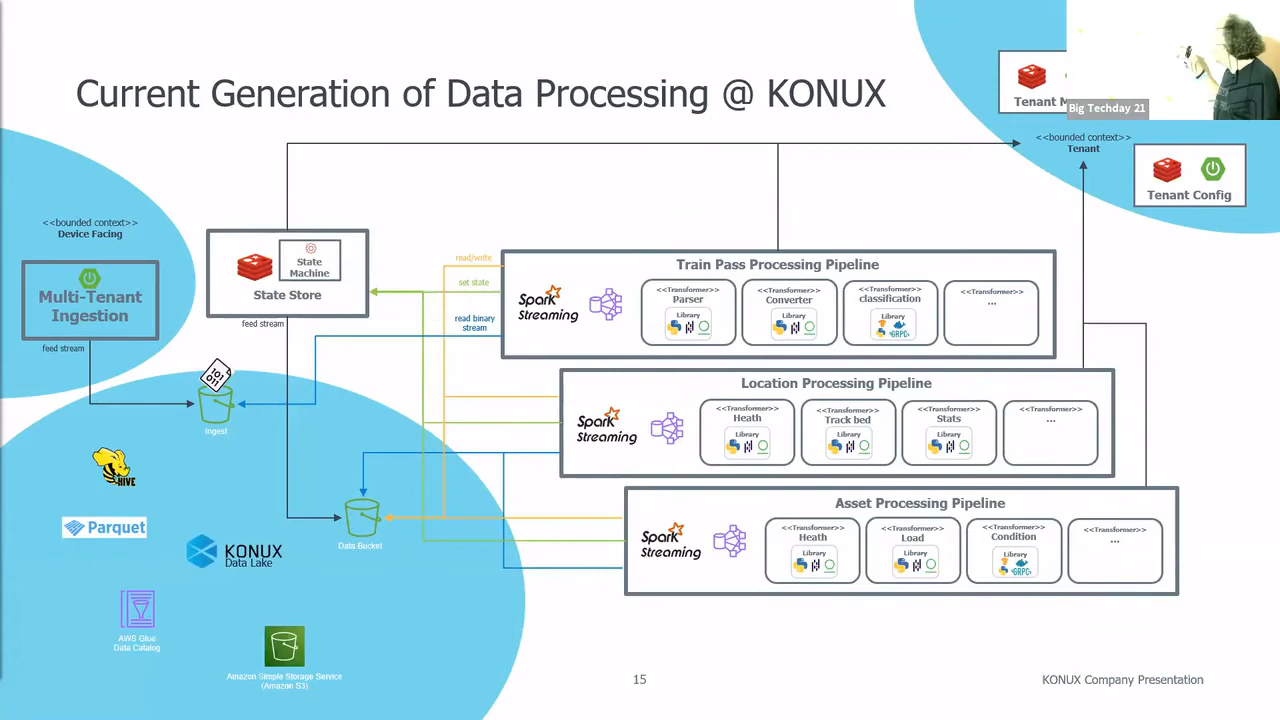 Current Generation of Data Processing @ KONUX
Big Techday 21
<<bounded context>>
Tenant
Tenant Config
<<bounded context>>
Device Facing
Multi-Tenant
Ingestion
feed stream
State
Machine
State Store
feed stream
read/write
set state
read binary
stream
Train Pass Processing Pipeline
Spark
Streaming
<<Transformer>>
Parser
Library
<<Transformer>>
Converter
Library
<<Transformer>>
classification
Library
GRPC
<<Transformer>>
...
Location Processing Pipeline
Spark
Streaming
<<Transformer>>
Heath
Library
<<Transformer>>
Track bed
Library
<<Transformer>>
Stats
Library
<<Transformer>>
...
Asset Processing Pipeline
Spark
Streaming
<<Transformer>>
Heath
Library
<<Transformer>>
Load
Library
<<Transformer>>
Condition
Library
GRPC
<<Transformer>>
...
101
011
Ingest
HIVE
Parquet
KONUX
Data Lake
Data Bucket
AWS Glue
Data Catalog
Amazon Simple Storage Service
(Amazon S3)
15
KONUX Company Presentation